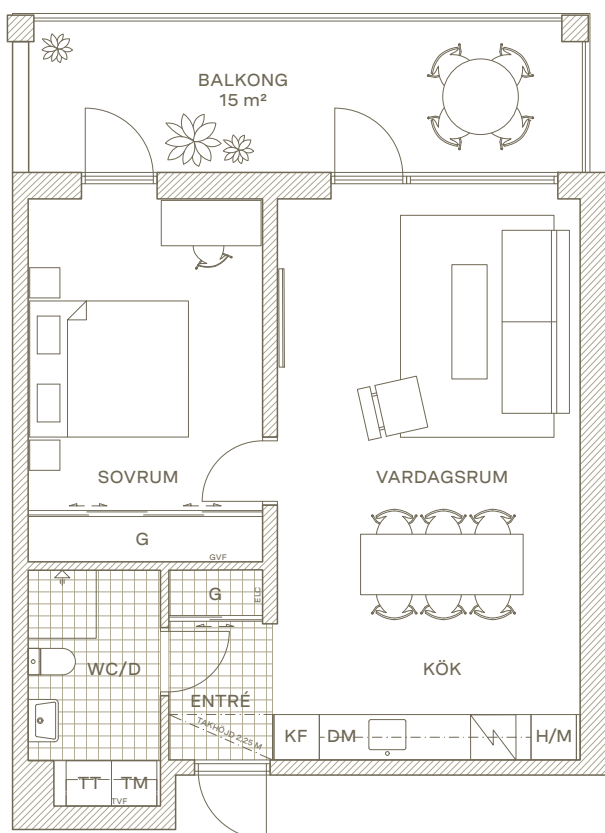 BALKONG
15 m²
SOVRUM
VARDAGSRUM
G
GVF
G
ELC
WC/D
KÖK
ENTRÉ
TAKHÖJD 2,25 M
KF
DM
H/M
TT
TM
TVF